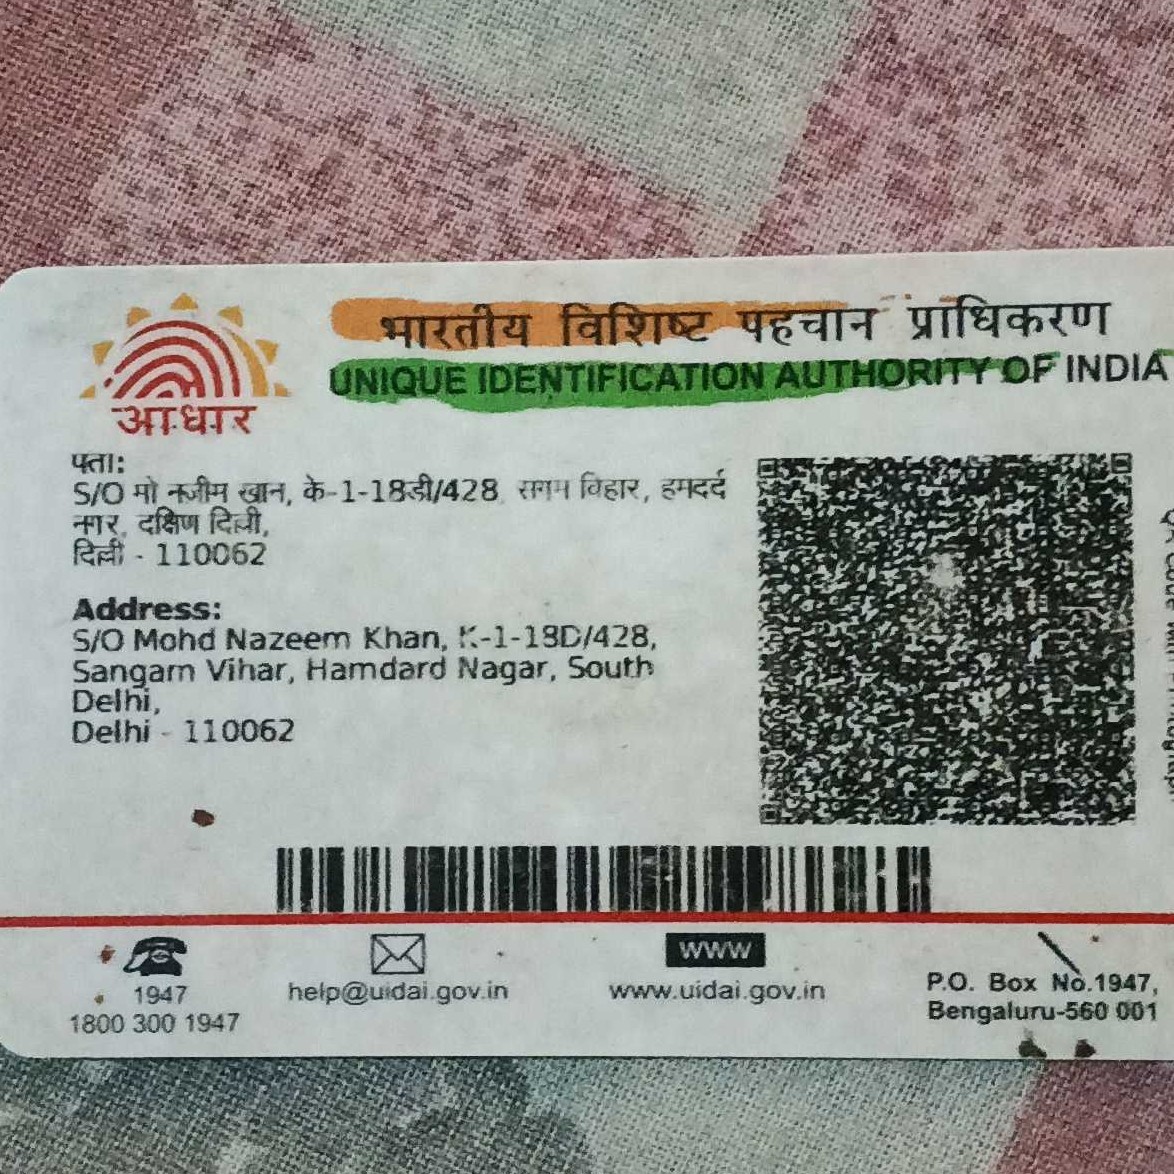 भारतीय विशिष्ट पहचान प्राधिकरण
UNIQUE IDENTIFICATION AUTHORITY OF INDIA
आधार
पता:
S/O मो नजीम खान, के-1-18डी/428, सगम विहार, हमदर्द
नगर, दक्षिण दिल्ली,
दिल्ली - 110062
Address:
S/O Mohd Nazeem Khan, K-1-18D/428,
Sangam Vihar, Hamdard Nagar, South
Delhi,
Delhi - 110062
1947
1800 300 1947
help@uidai.gov.in
WWW
www.uidai.gov.in
P.O. Box No.1947,
Bengaluru-560 001